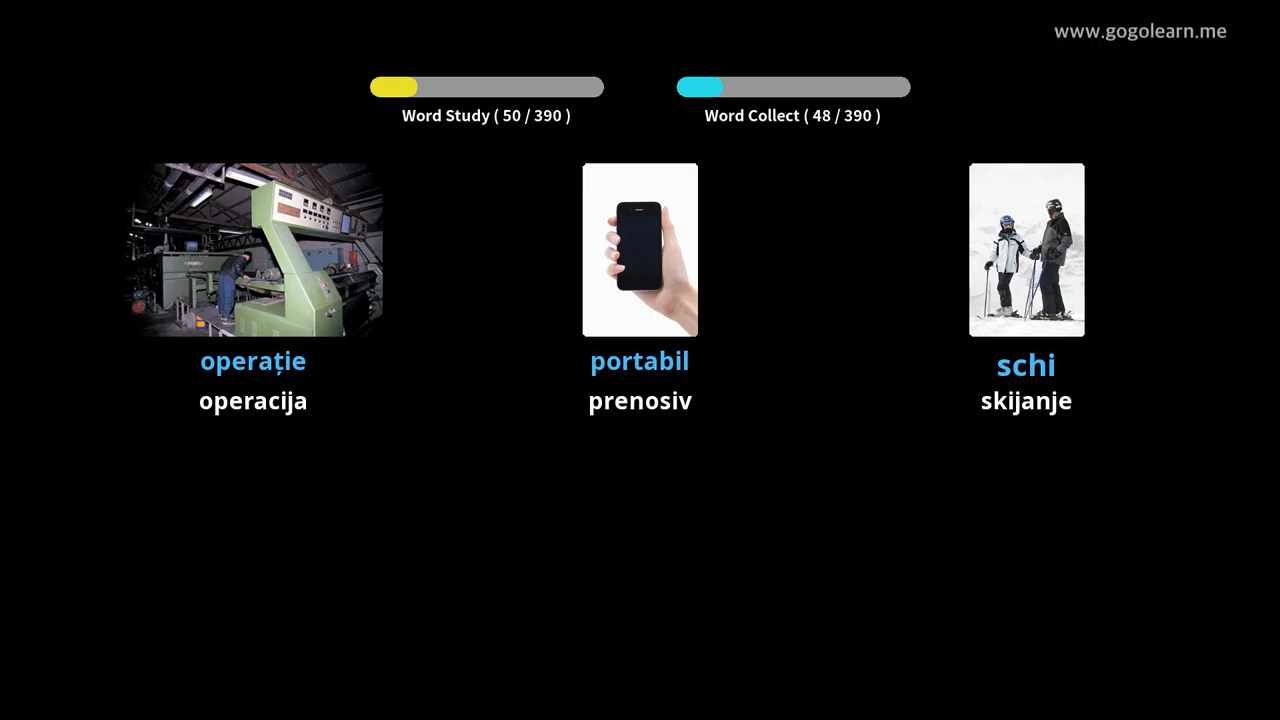 www.gogolearn.me
Word Study ( 50 / 390 )
Word Collect ( 48 / 390 )
operație
portabil
schi
operacija
prenosiv
skijanje